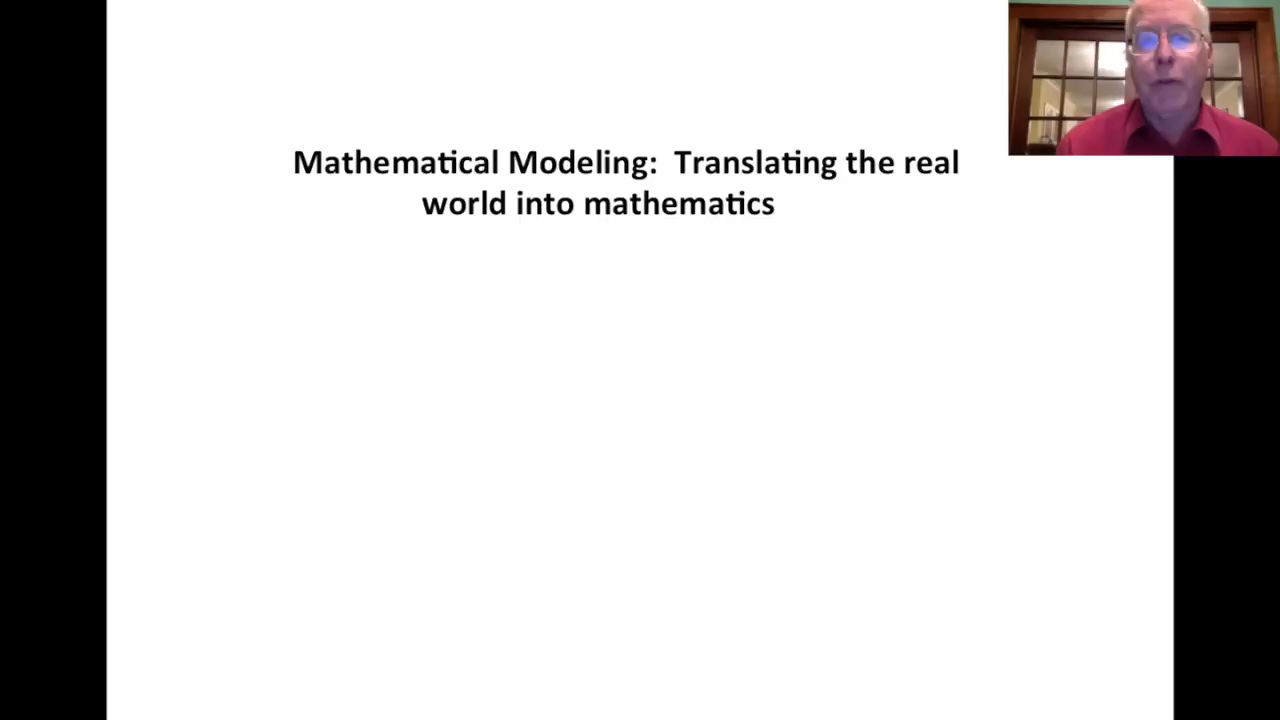 Mathematical Modeling:  Translating the real
world into mathematics